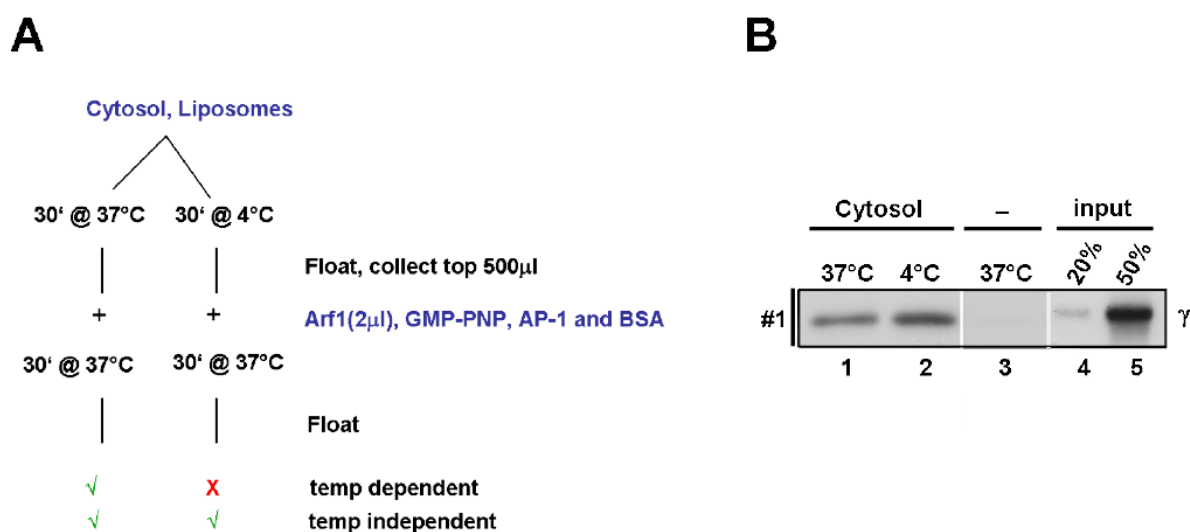 A
Cytosol, Liposomes
30‘ @ 37°C 30‘ @ 4°C
Float, collect top 500µl
+ + Arf1(2µl), GMP-PNP, AP-1 and BSA
30‘ @ 37°C 30‘ @ 37°C
Float
√ X temp dependent
√ √ temp independent
B
Cytosol – input
37°C 4°C 37°C 20% 50%
#1 γ
1 2 3 4 5